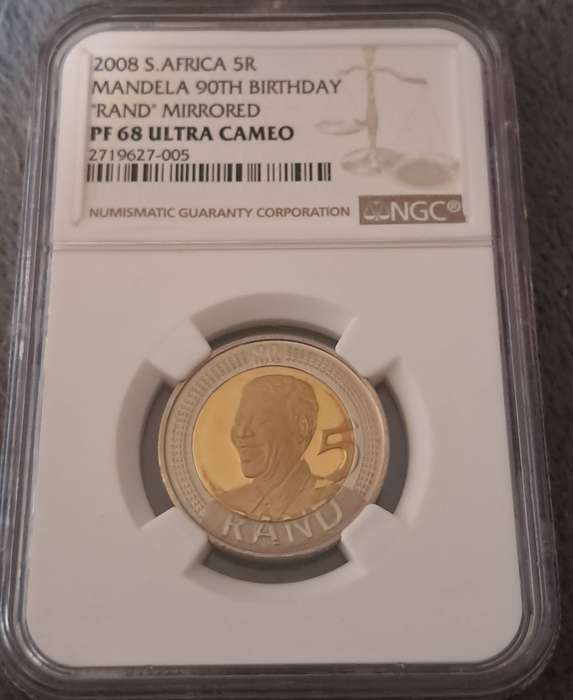 2008 S.AFRICA 5R
MANDELA 90TH BIRTHDAY
"RAND" MIRRORED
PF 68 ULTRA CAMEO
2719627-005
NUMISMATIC GUARANTY CORPORATION
NGC®
5
RAND